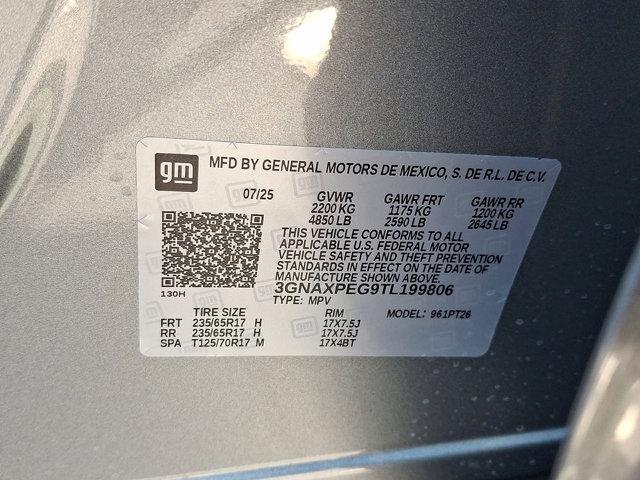 gm MFD BY GENERAL MOTORS DE MEXICO, S. DE R.L. DE C.V.
07/25 GVWR GAWR FRT GAWR RR
2200 KG 1175 KG 1200 KG
4850 LB 2590 LB 2645 LB
THIS VEHICLE CONFORMS TO ALL
APPLICABLE U.S. FEDERAL MOTOR
VEHICLE SAFETY AND THEFT PREVENTION
STANDARDS IN EFFECT ON THE DATE OF
MANUFACTURE SHOWN ABOVE.
3GNAXPEG9TL199806
130H
TYPE: MPV
TIRE SIZE RIM MODEL: 961PT26
FRT 235/65R17 H 17X7.5J
RR 235/65R17 H 17X7.5J
SPA T125/70R17 M 17X4BT